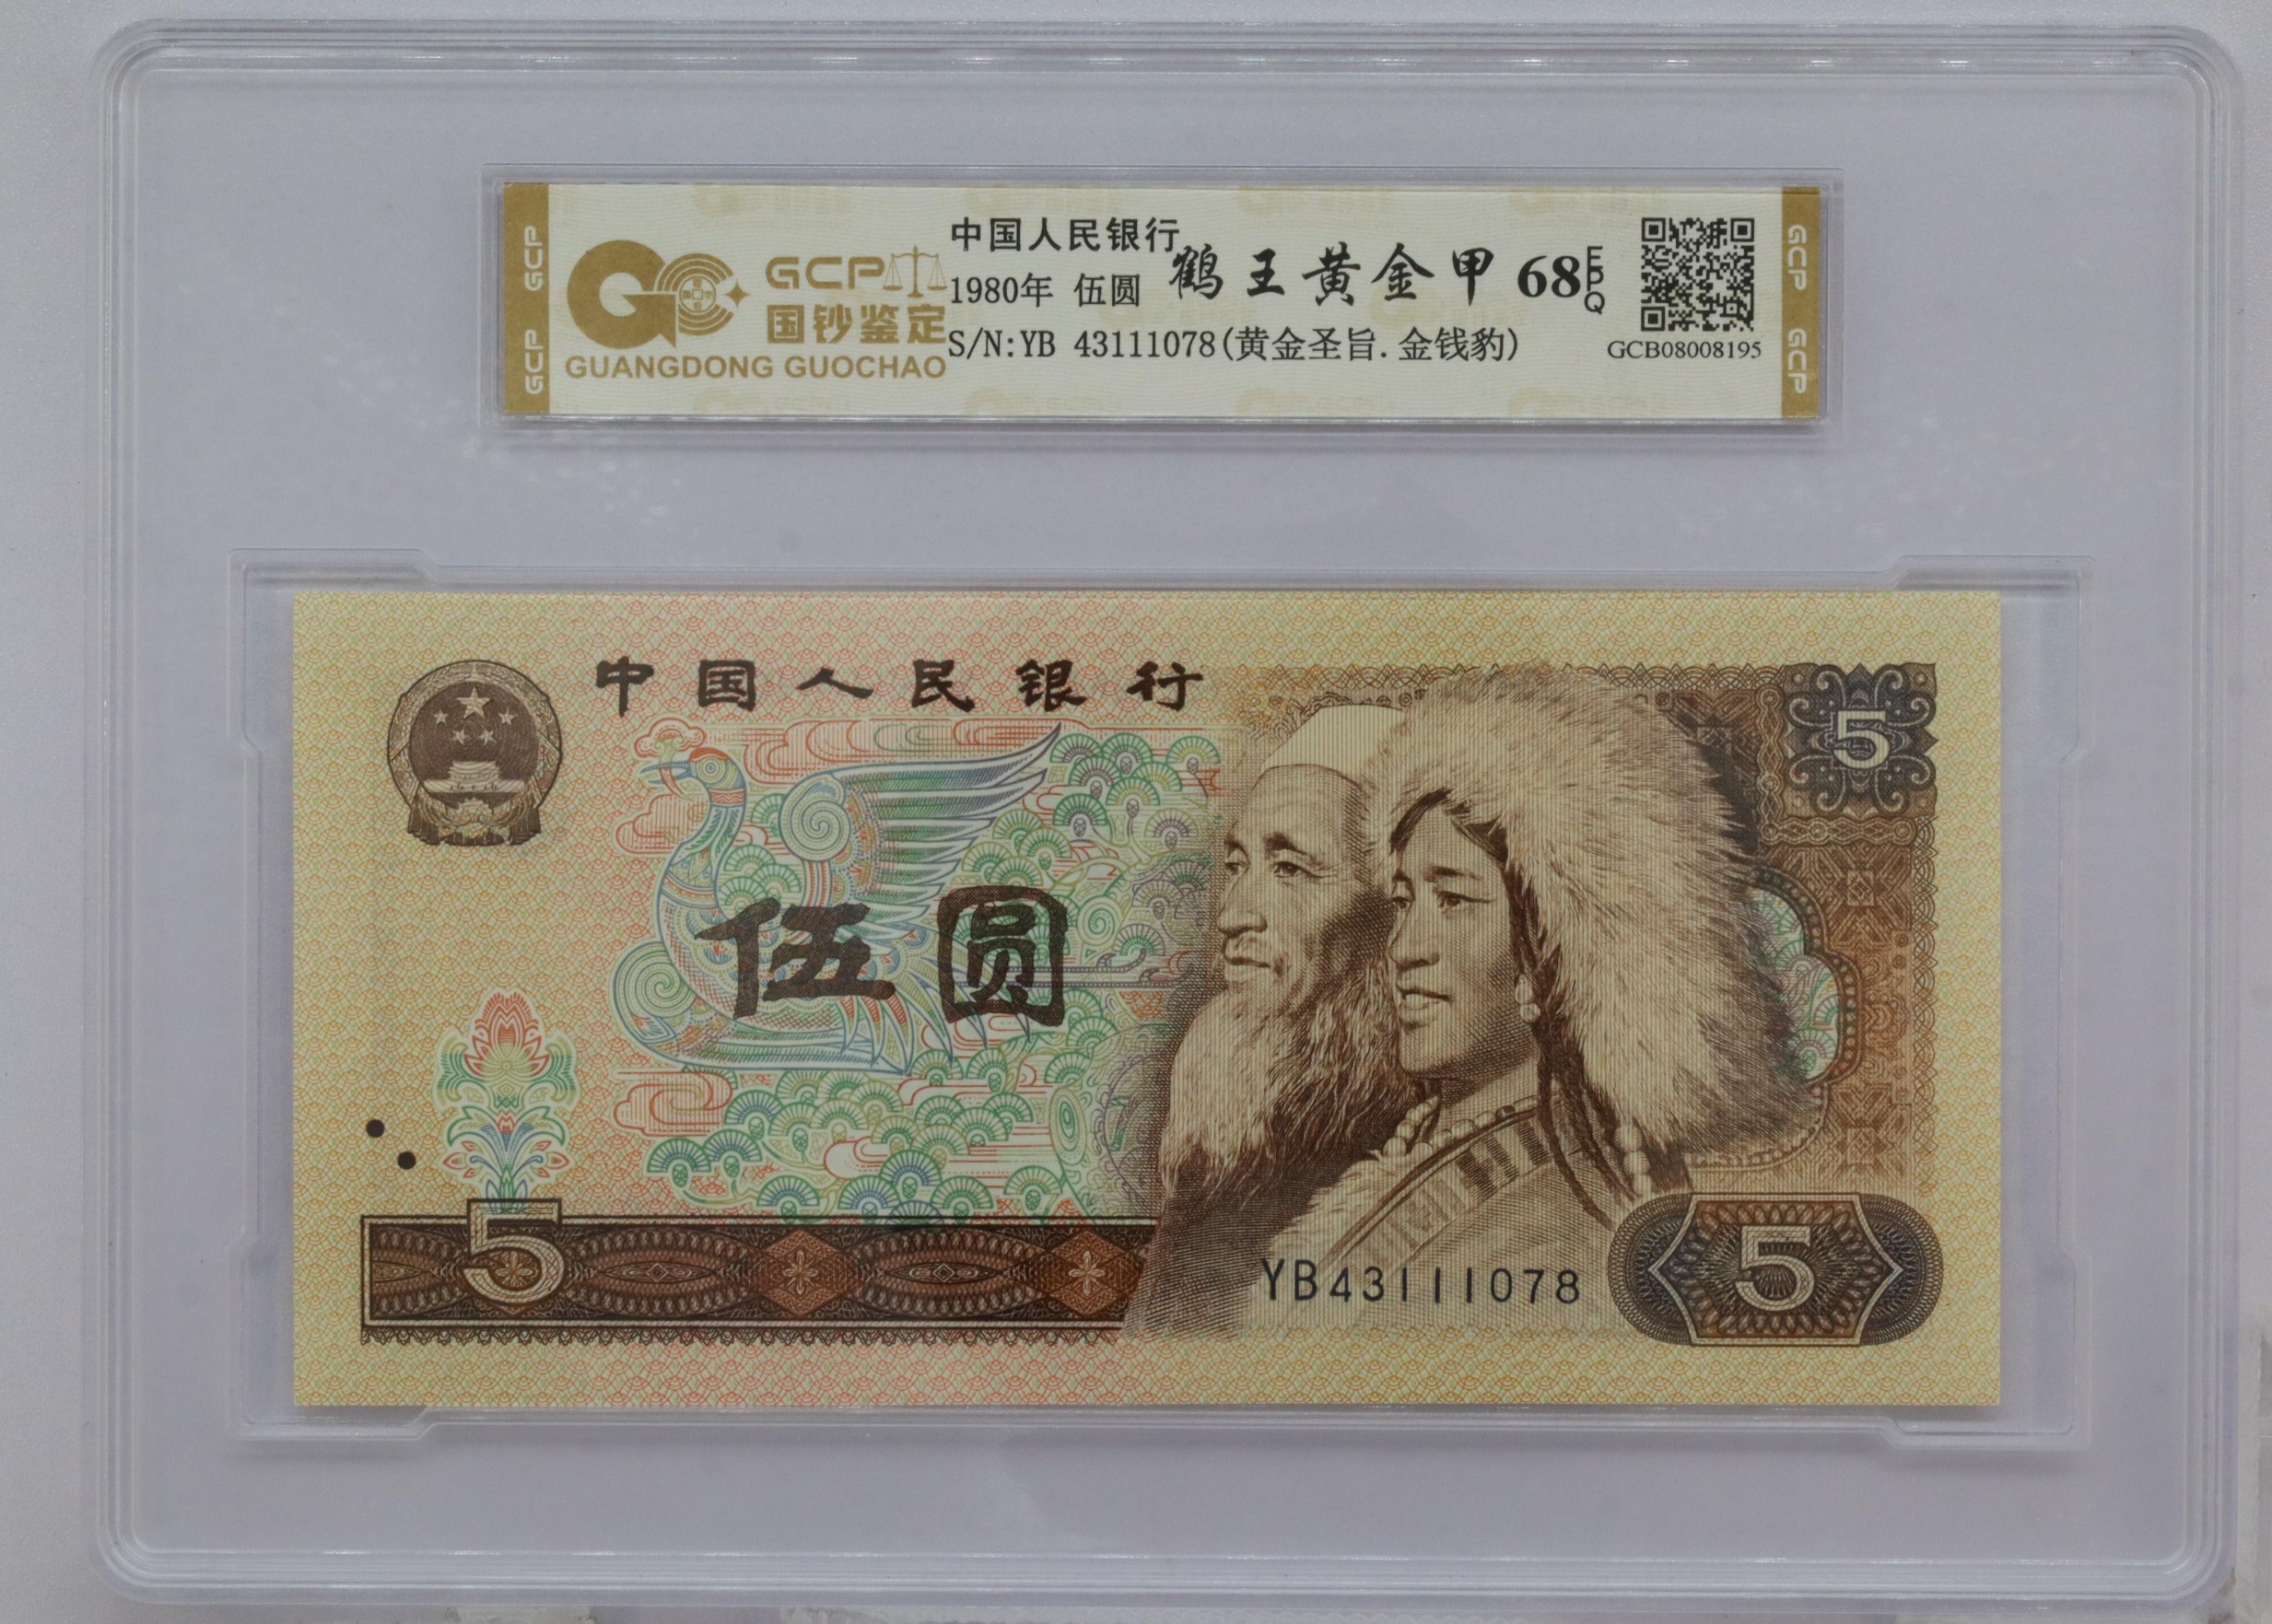 GCP GCP
GCP
国钞鉴定
GUANGDONG GUOCHAO
中国人民银行
1980年 伍圆
鹤王黄金甲 68 EPQ
S/N:YB 43111078(黄金圣旨.金钱豹)
GCB08008195
GCP GCP
中国人民银行
5
伍圆
5
YB43111078
5